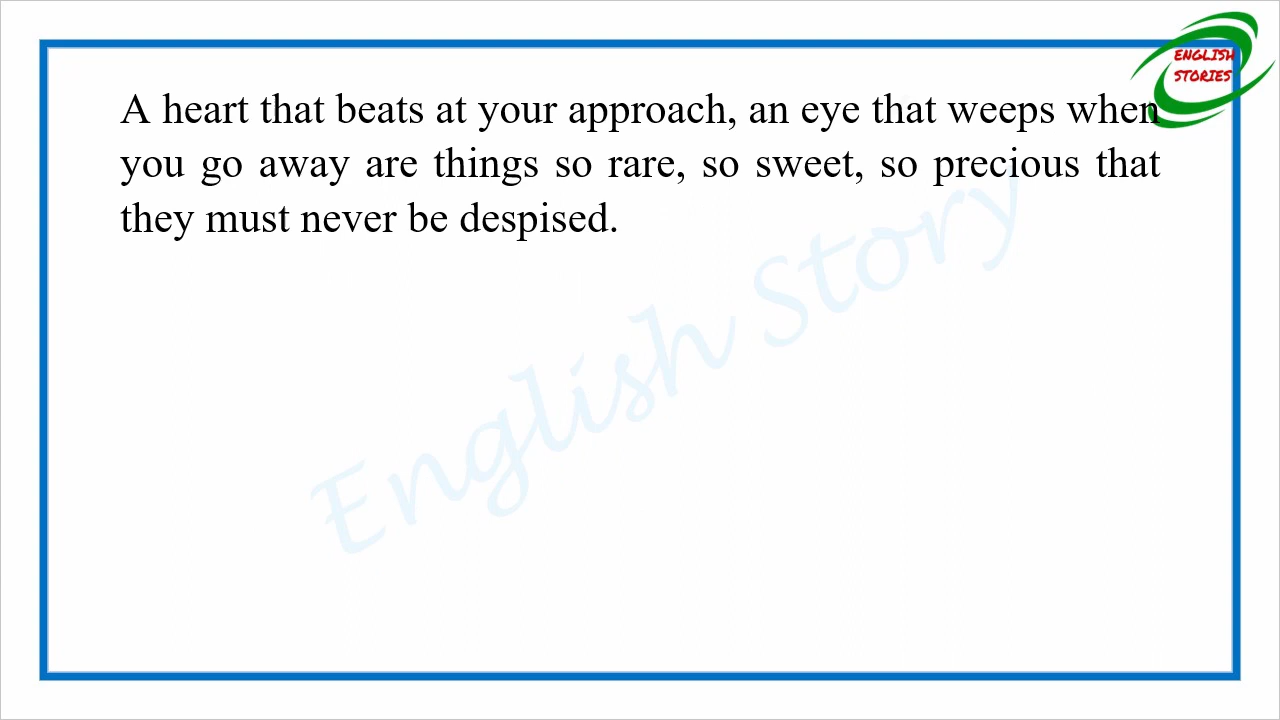 ENGLISH
STORIES
A heart that beats at your approach, an eye that weeps when
you go away are things so rare, so sweet, so precious that
they must never be despised.
English Story